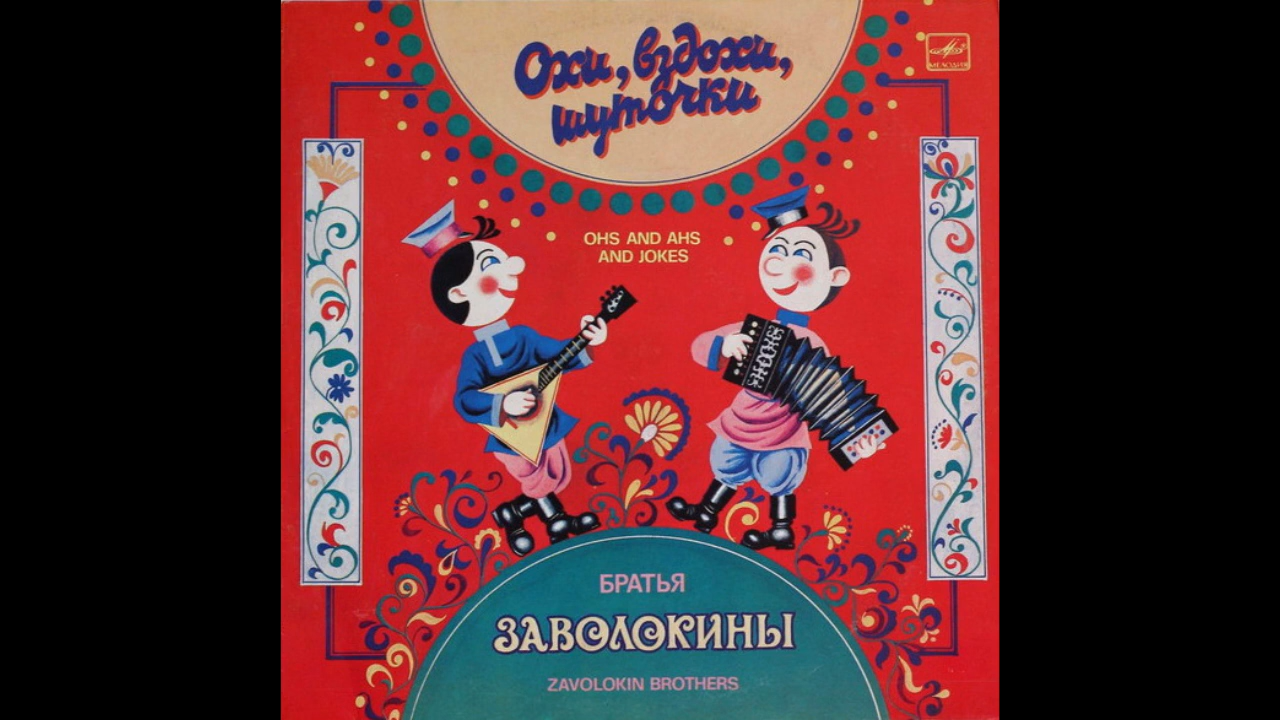 Охи, вздохи,
шуточки
МЕЛОДИЯ
OHS AND AHS
AND JOKES
БРАТЬЯ
ЗАВОЛОКИНЫ
ZAVOLOKIN BROTHERS